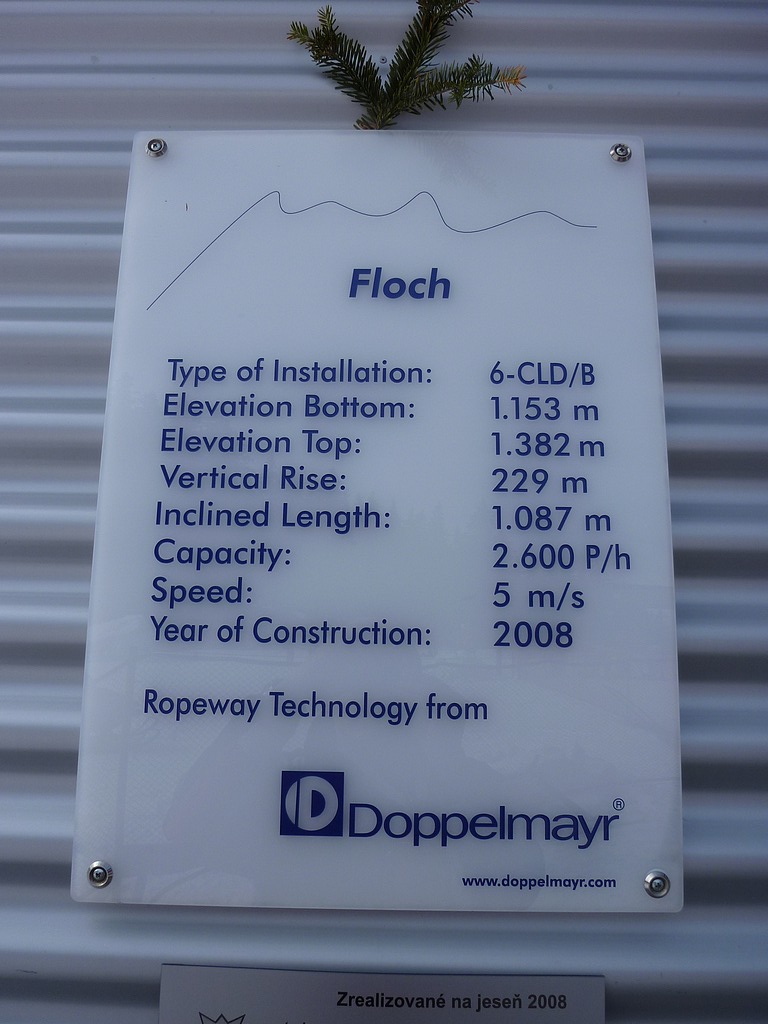 Floch
Type of Installation: 6-CLD/B
Elevation Bottom: 1.153 m
Elevation Top: 1.382 m
Vertical Rise: 229 m
Inclined Length: 1.087 m
Capacity: 2.600 P/h
Speed: 5 m/s
Year of Construction: 2008
Ropeway Technology from
Doppelmayr®
www.doppelmayr.com
Zrealizované na jeseň 2008